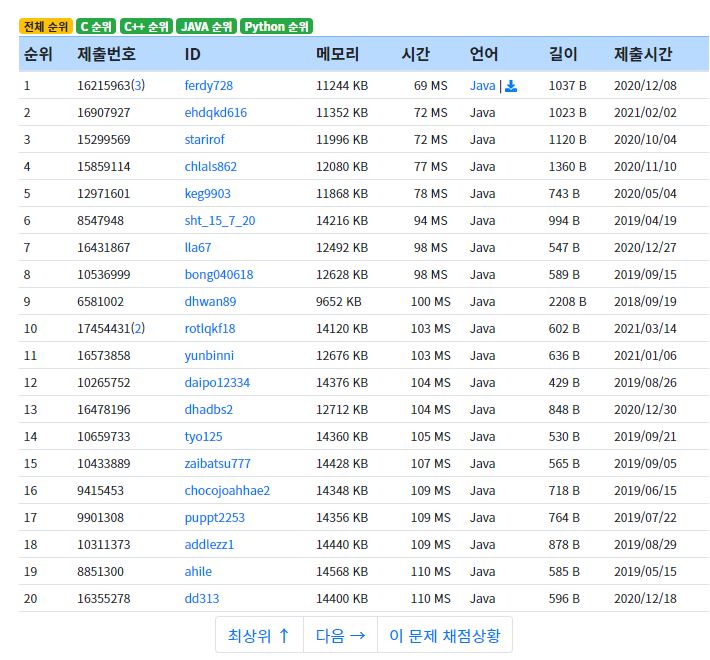 전체 순위 C 순위 C++ 순위 JAVA 순위 Python 순위
순위 제출번호 ID 메모리 시간 언어 길이 제출시간
1 16215963(3) ferdy728 11244 KB 69 MS Java | 1037 B 2020/12/08
2 16907927 ehdqkd616 11352 KB 72 MS Java 1023 B 2021/02/02
3 15299569 starirof 11996 KB 72 MS Java 1120 B 2020/10/04
4 15859114 chlals862 12080 KB 77 MS Java 1360 B 2020/11/10
5 12971601 keg9903 11868 KB 78 MS Java 743 B 2020/05/04
6 8547948 sht_15_7_20 14216 KB 94 MS Java 994 B 2019/04/19
7 16431867 lla67 12492 KB 98 MS Java 547 B 2020/12/27
8 10536999 bong040618 12628 KB 98 MS Java 589 B 2019/09/15
9 6581002 dhwan89 9652 KB 100 MS Java 2208 B 2018/09/19
10 17454431(2) rotlqkf18 14120 KB 103 MS Java 602 B 2021/03/14
11 16573858 yunbinni 12676 KB 103 MS Java 636 B 2021/01/06
12 10265752 daipo12334 14376 KB 104 MS Java 429 B 2019/08/26
13 16478196 dhadbs2 12712 KB 104 MS Java 848 B 2020/12/30
14 10659733 tyo125 14360 KB 105 MS Java 530 B 2019/09/21
15 10433889 zaibatsu777 14428 KB 107 MS Java 565 B 2019/09/05
16 9415453 chocojoahhae2 14348 KB 109 MS Java 718 B 2019/06/15
17 9901308 puppt2253 14356 KB 109 MS Java 764 B 2019/07/22
18 10311373 addlezz1 14440 KB 109 MS Java 878 B 2019/08/29
19 8851300 ahile 14568 KB 110 MS Java 585 B 2019/05/15
20 16355278 dd313 14400 KB 110 MS Java 596 B 2020/12/18
최상위 ↑ 다음 → 이 문제 채점상황